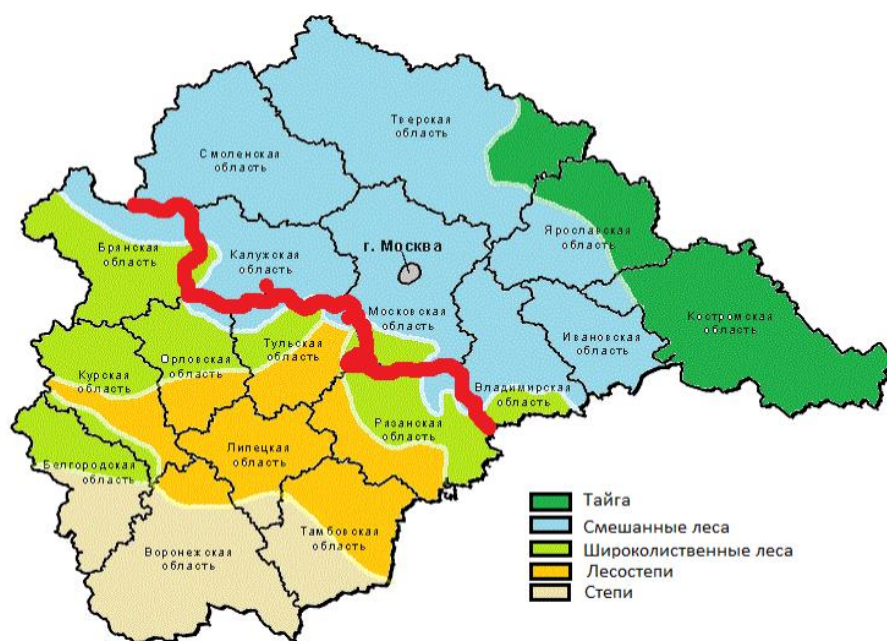 Тверская
область
Смоленская
область
Ярославская
область
Брянская
область
Калужская
область
г. Москва
Костромская
область
Московская
область
Ивановская
область
Тульская
область
Орловская
область
Курская
область
Владимирская
область
Рязанская
область
Липецкая
область
Белгородская
область
Тамбовская
область
Воронежская
область
Тайга
Смешанные леса
Широколиственные леса
Лесостепи
Степи